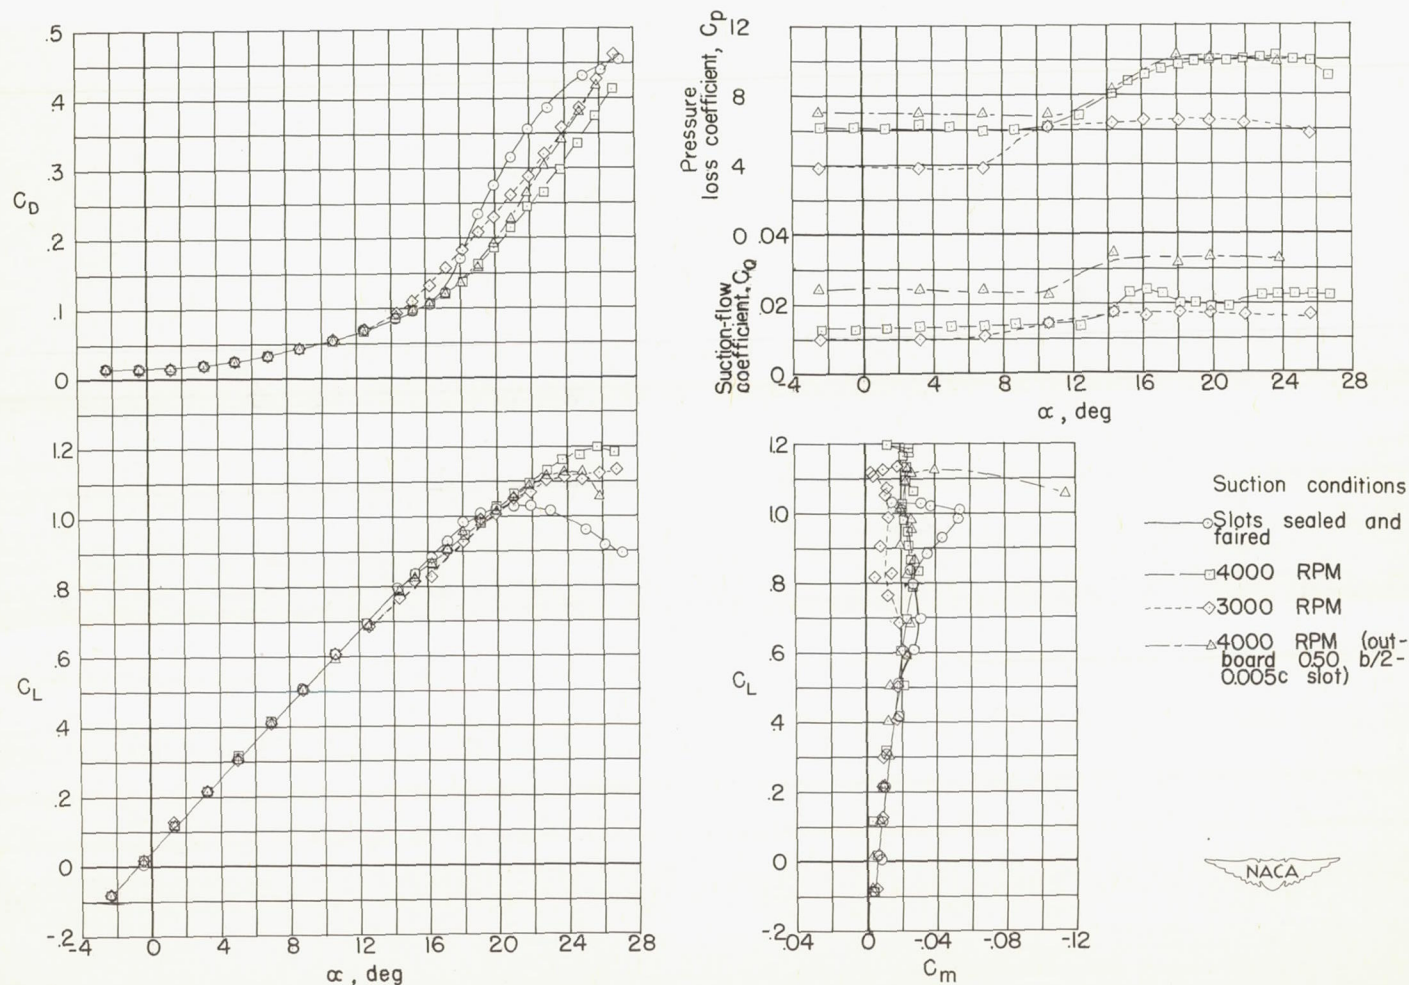 .5
.4
.3
C_D
.2
.1
0
1.2
1.0
.8
.6
C_L
.4
.2
0
-.2
-4 0 4 8 12 16 20 24 28
α, deg
Pressure
loss coefficient, C_p
12
8
4
0
Suction-flow
coefficient, C_Q
.04
.02
0
-4 0 4 8 12 16 20 24 28
α, deg
1.2
1.0
.8
.6
C_L
.4
.2
0
-.2
.04 0 -.04 -.08 -.12
C_m
Suction conditions
Slots sealed and
faired
4000 RPM
3000 RPM
4000 RPM (out-
board 0.50 b/2-
0.005c slot)
NACA